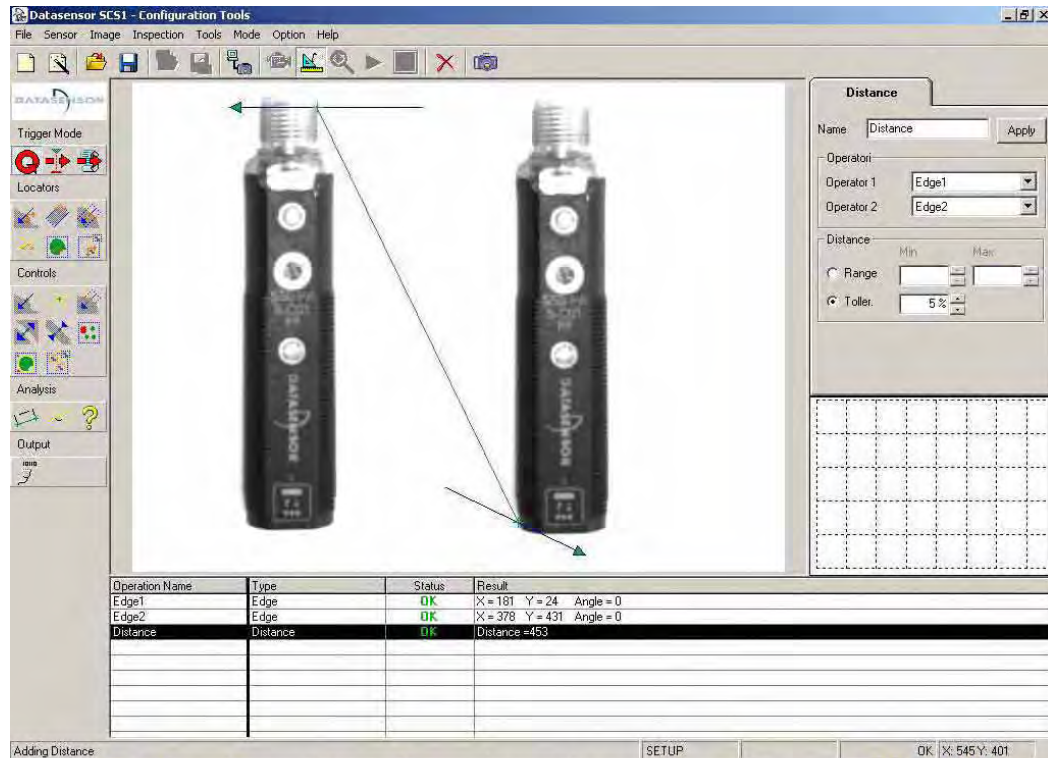 Datasensor SCS1 - Configuration Tools
File Sensor Image Inspection Tools Mode Option Help
DATASENSOR
Trigger Mode
Locators
Controls
Analysis
Output
DATASENSOR
DATASENSOR
Distance
Name Distance Apply
Operatori
Operator 1 Edge1
Operator 2 Edge2
Distance
Min Max
Range
Toller. 5 %
Operation Name Type Status Result
Edge1 Edge OK X = 181 Y = 24 Angle = 0
Edge2 Edge OK X = 378 Y = 431 Angle = 0
Distance Distance OK Distance =453
Adding Distance SETUP OK X: 545 Y: 401